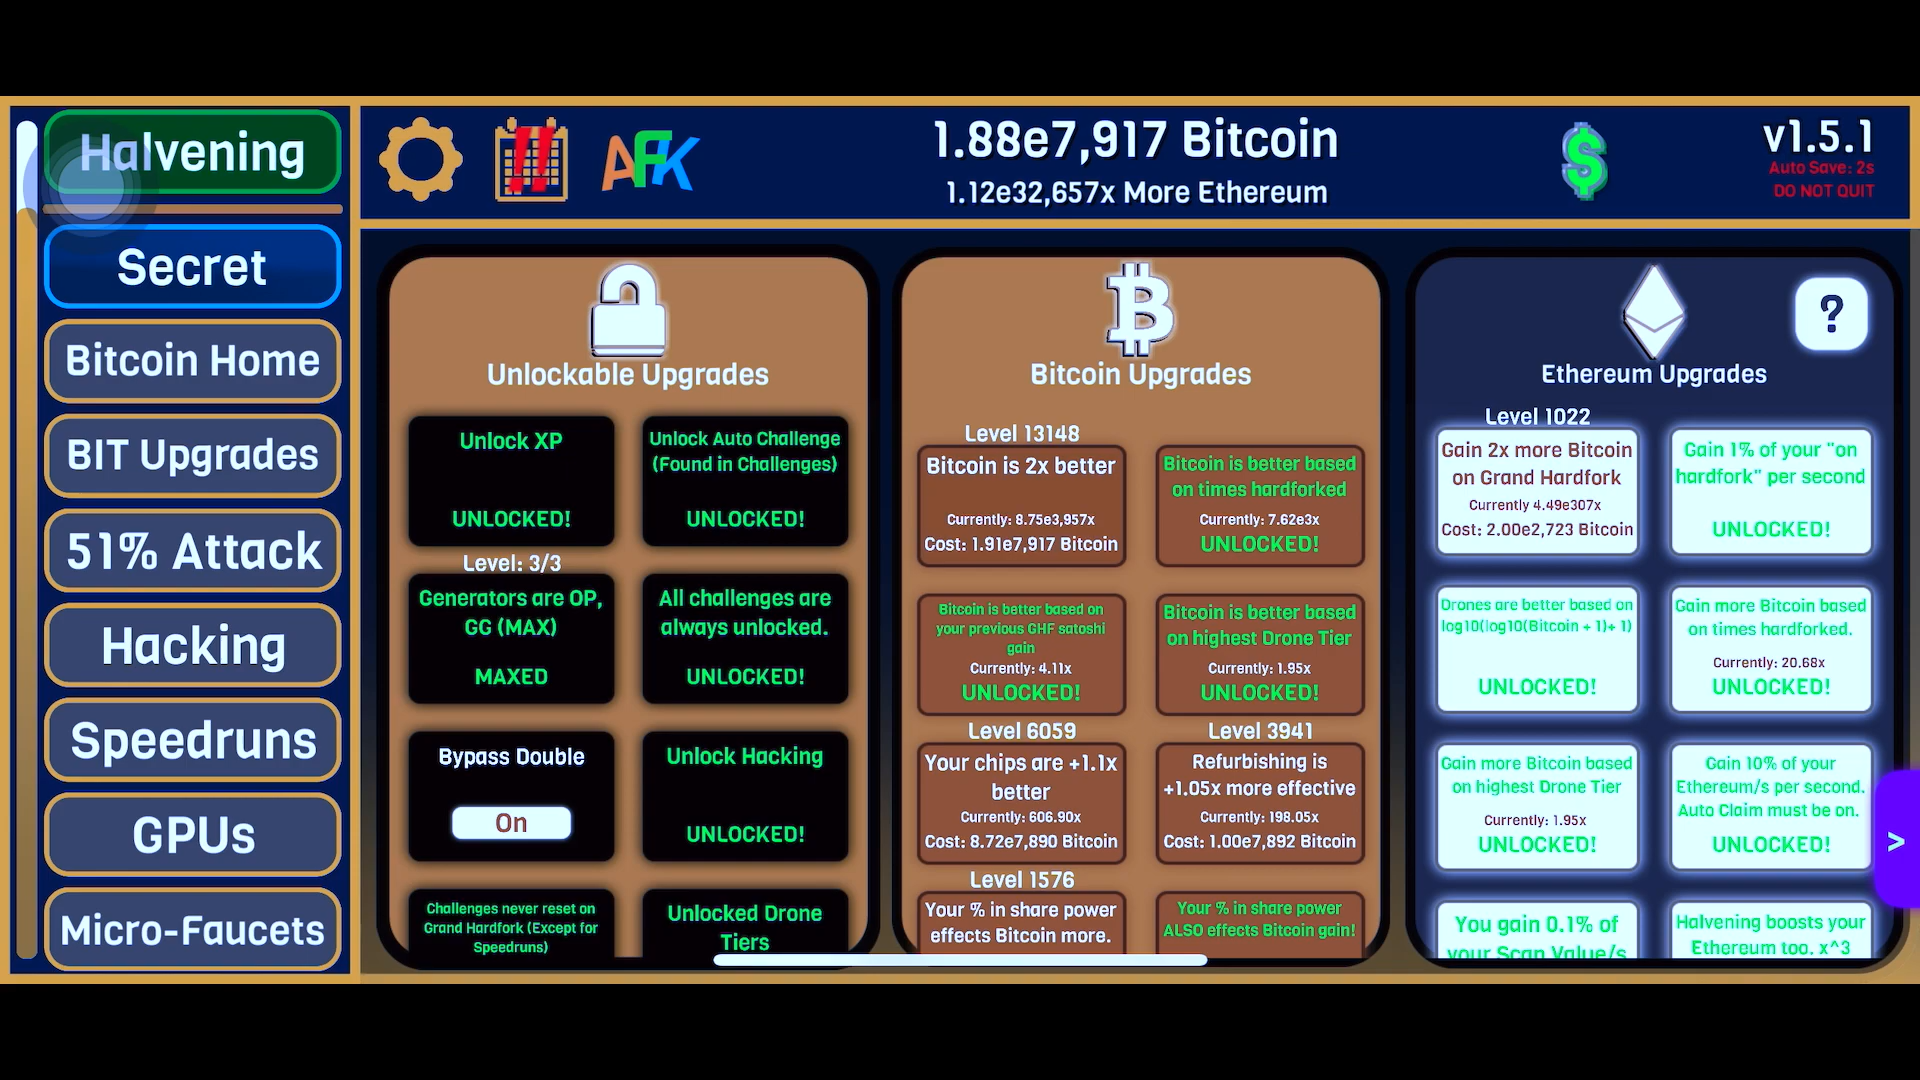 Halvening
Secret
Bitcoin Home
BIT Upgrades
51% Attack
Hacking
Speedruns
GPUs
Micro-Faucets
!!
AFK
1.88e7,917 Bitcoin
1.12e32,657x More Ethereum
$
v1.5.1
Auto Save: 2s
DO NOT QUIT
Unlockable Upgrades
Unlock XP
UNLOCKED!
Unlock Auto Challenge
(Found in Challenges)
UNLOCKED!
Level: 3/3
Generators are OP,
GG (MAX)
MAXED
All challenges are
always unlocked.
UNLOCKED!
Bypass Double
On
Unlock Hacking
UNLOCKED!
Challenges never reset on
Grand Hardfork (Except for
Speedruns)
Unlocked Drone
Tiers
Bitcoin Upgrades
Level 13148
Bitcoin is 2x better
Currently: 8.75e3,957x
Cost: 1.91e7,917 Bitcoin
Bitcoin is better based
on times hardforked
Currently: 7.62e3x
UNLOCKED!
Bitcoin is better based on
your previous GHF satoshi
gain
Currently: 4.11x
UNLOCKED!
Bitcoin is better based
on highest Drone Tier
Currently: 1.95x
UNLOCKED!
Level 6059
Your chips are +1.1x
better
Currently: 606.90x
Cost: 8.72e7,890 Bitcoin
Level 3941
Refurbishing is
+1.05x more effective
Currently: 198.05x
Cost: 1.00e7,892 Bitcoin
Level 1576
Your % in share power
effects Bitcoin more.
Your % in share power
ALSO effects Bitcoin gain!
?
Ethereum Upgrades
Level 1022
Gain 2x more Bitcoin
on Grand Hardfork
Currently 4.49e307x
Cost: 2.00e2,723 Bitcoin
Gain 1% of your "on
hardfork" per second
UNLOCKED!
Drones are better based on
log10(log10(Bitcoin + 1)+ 1)
UNLOCKED!
Gain more Bitcoin based
on times hardforked.
Currently: 20.68x
UNLOCKED!
Gain more Bitcoin based
on highest Drone Tier
Currently: 1.95x
UNLOCKED!
Gain 10% of your
Ethereum/s per second.
Auto Claim must be on.
UNLOCKED!
You gain 0.1% of
your Scan Value/s
Halvening boosts your
Ethereum too. x^3
>